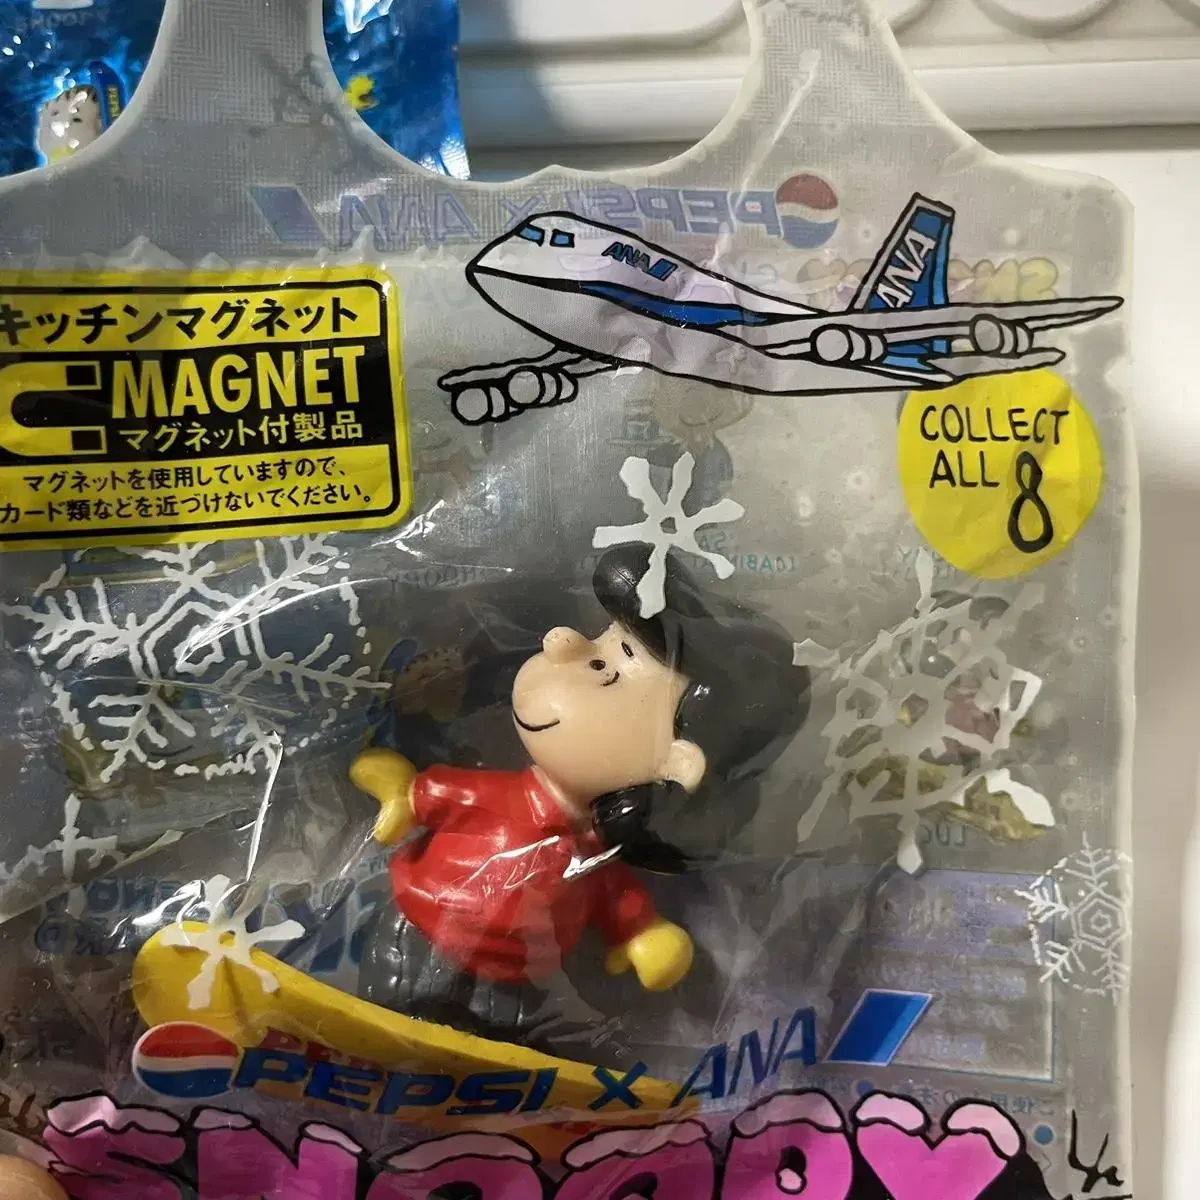 PEPSI X ANA
ANA
ANA
キッチンマグネット
MAGNET
マグネット付製品
マグネットを使用していますので、
カード類などを近づけないでください。
COLLECT
ALL 8
PEPSI X ANA
SNOOPY